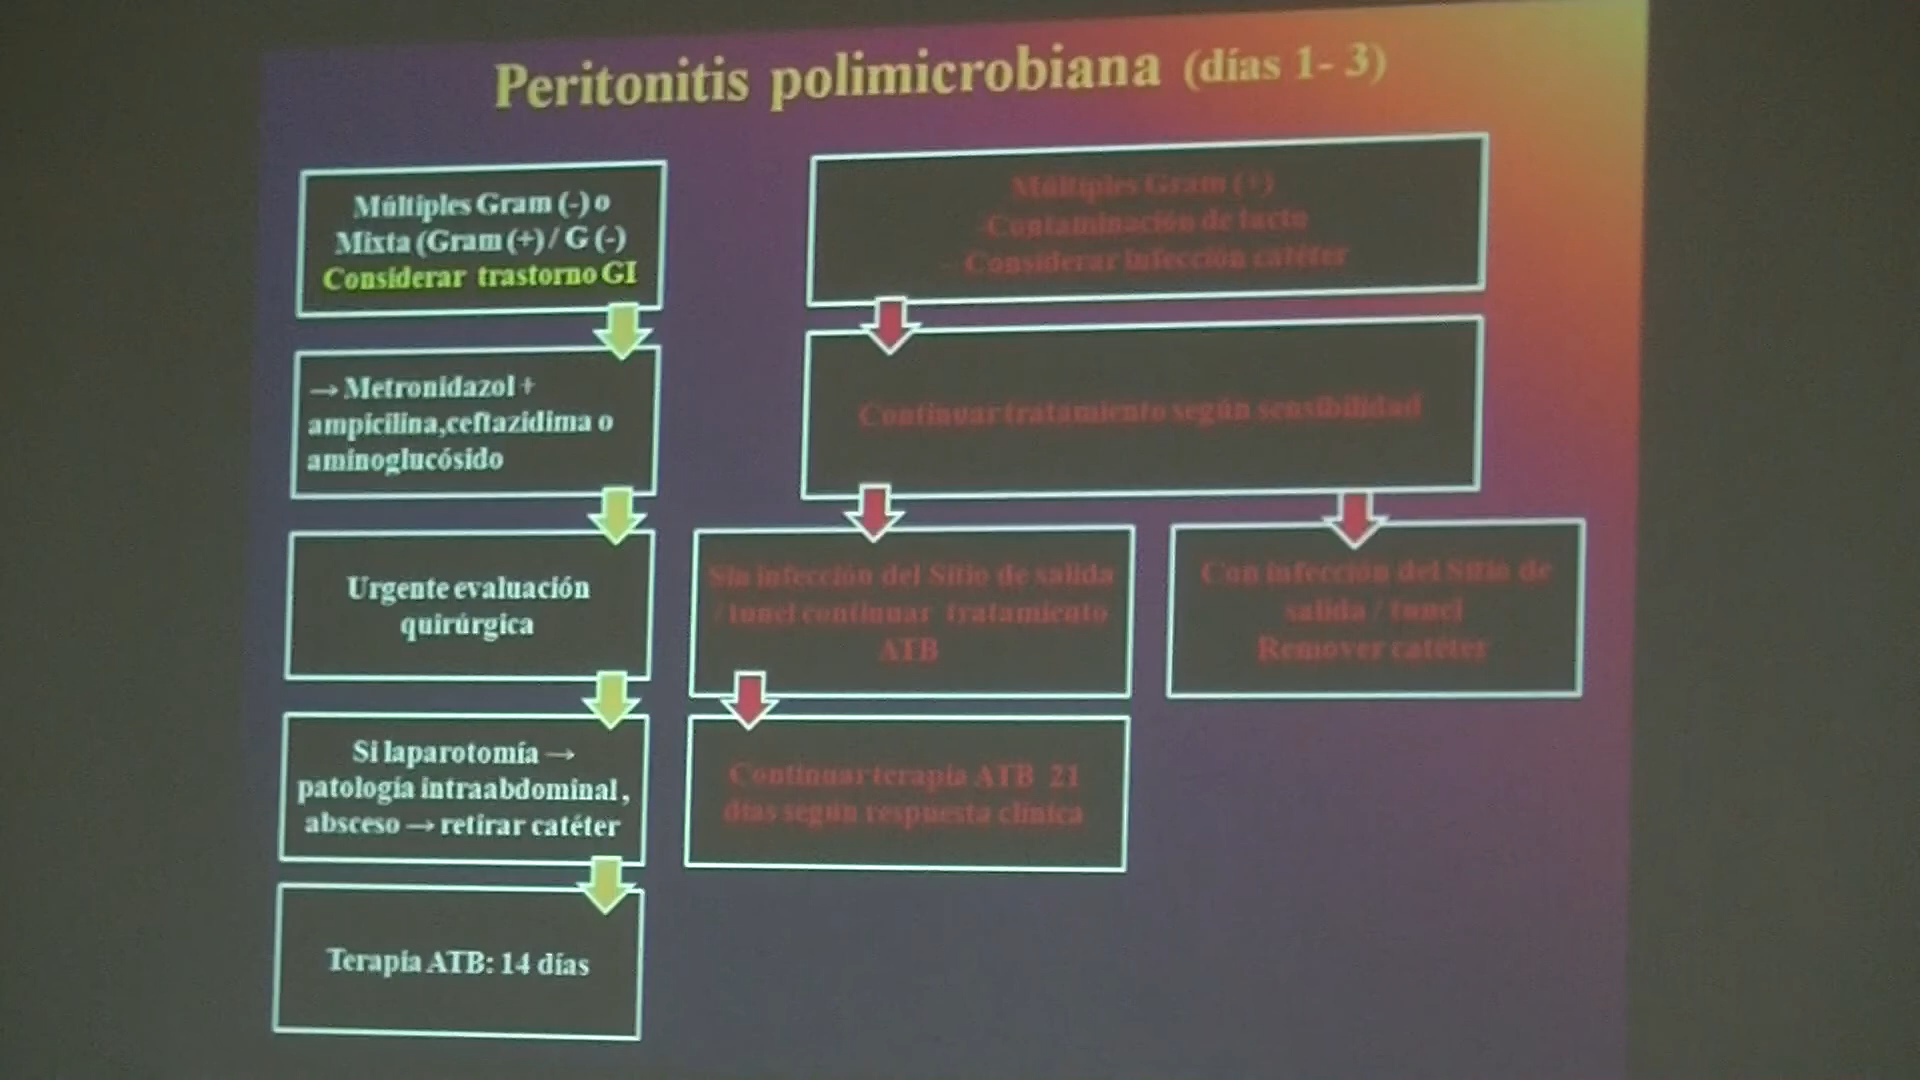 Peritonitis polimicrobiana (días 1- 3)
Múltiples Gram (-) o
Mixta (Gram (+) / G (-)
Considerar trastorno GI
→ Metronidazol +
ampicilina,ceftazidima o
aminoglucósido
Urgente evaluación
quirúrgica
Si laparotomía →
patología intraabdominal,
absceso → retirar catéter
Terapia ATB: 14 días
Múltiples Gram (+)
-Contaminación de tacto
- Considerar infección catéter
Continuar tratamiento según sensibilidad
Sin infección del Sitio de salida
/ tunel continuar tratamiento
ATB
Continuar terapia ATB 21
días según respuesta clínica
Con infección del Sitio de
salida / tunel
Remover catéter